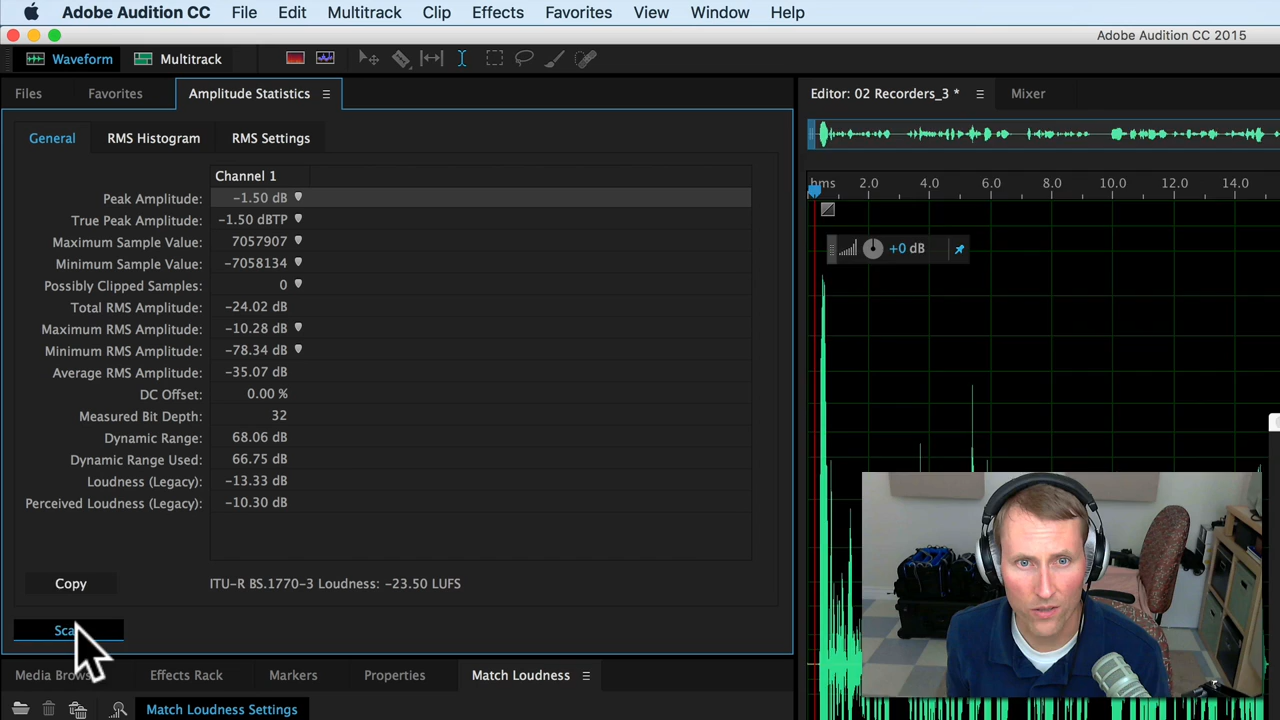 Adobe Audition CC File Edit Multitrack Clip Effects Favorites View Window Help
Adobe Audition CC 2015
Waveform Multitrack
Files Favorites Amplitude Statistics Editor: 02 Recorders_3 * Mixer
General RMS Histogram RMS Settings
Channel 1
hms 2.0 4.0 6.0 8.0 10.0 12.0 14.0
Peak Amplitude: -1.50 dB
True Peak Amplitude: -1.50 dBTP
Maximum Sample Value: 7057907
+0 dB
Minimum Sample Value: -7058134
Possibly Clipped Samples: 0
Total RMS Amplitude: -24.02 dB
Maximum RMS Amplitude: -10.28 dB
Minimum RMS Amplitude: -78.34 dB
Average RMS Amplitude: -35.07 dB
DC Offset: 0.00 %
Measured Bit Depth: 32
Dynamic Range: 68.06 dB
Dynamic Range Used: 66.75 dB
Loudness (Legacy): -13.33 dB
Perceived Loudness (Legacy): -10.30 dB
Copy ITU-R BS.1770-3 Loudness: -23.50 LUFS
Media Effects Rack Markers Properties Match Loudness
Match Loudness Settings